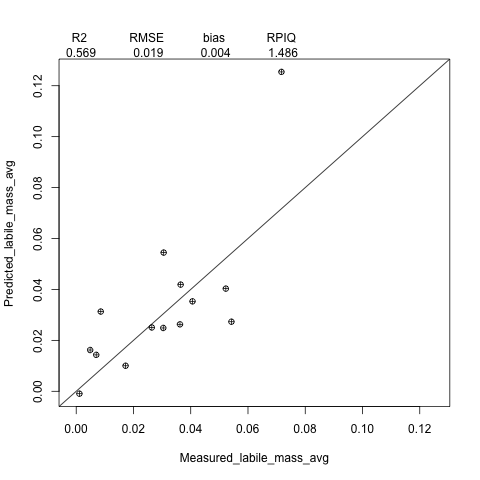 R2 RMSE bias RPIQ
0.569 0.019 0.004 1.486
Predicted_labile_mass_avg
0.12
0.10
0.08
0.06
0.04
0.02
0.00
0.00 0.02 0.04 0.06 0.08 0.10 0.12
Measured_labile_mass_avg